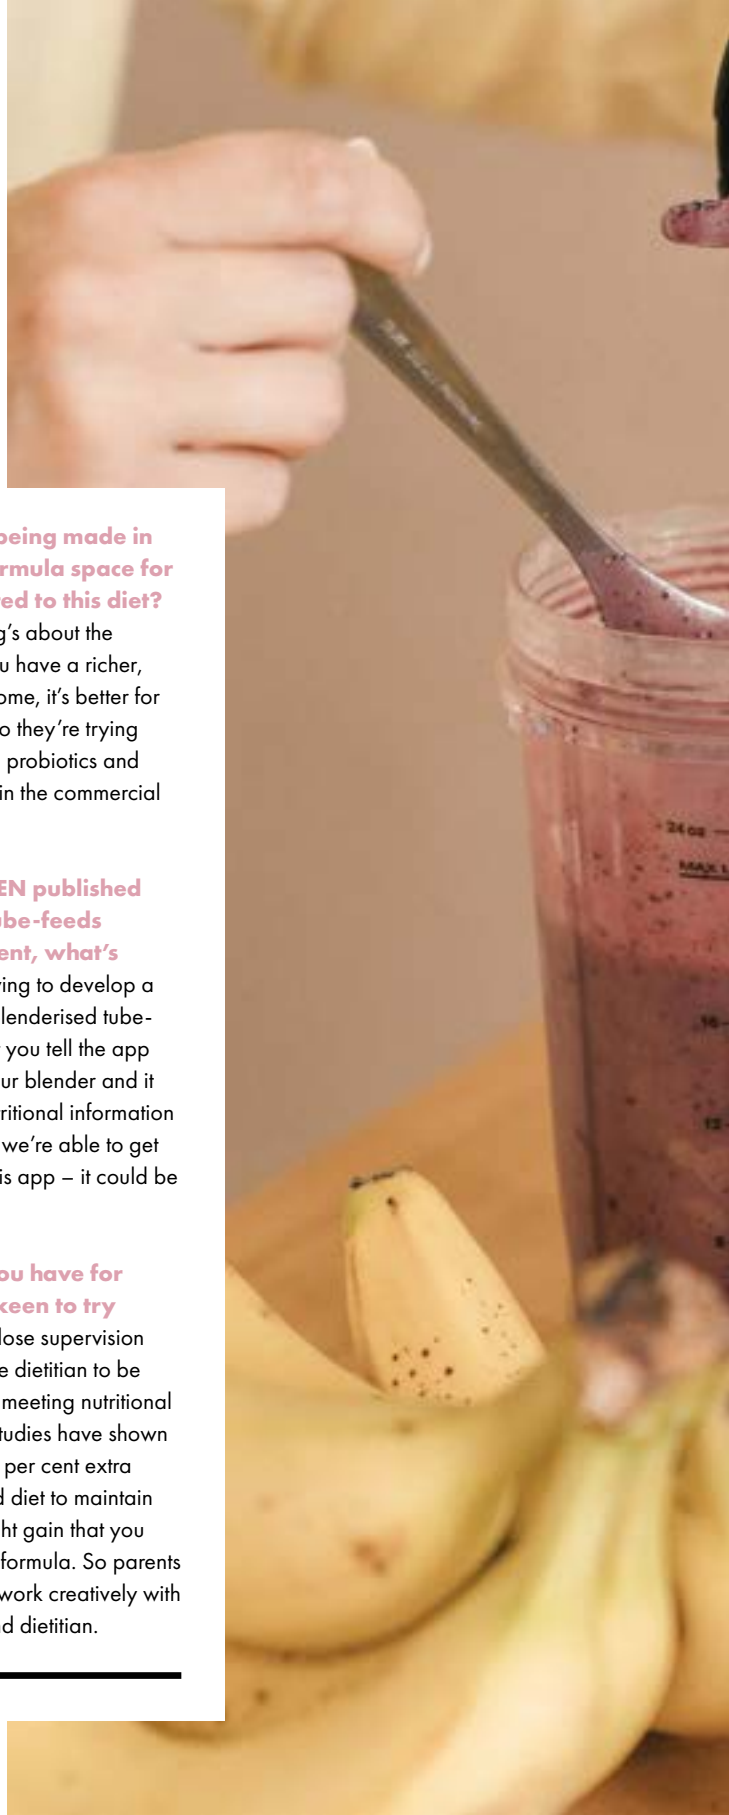 being made in
rmula space for
ed to this diet?
g’s about the
u have a richer,
ome, it’s better for
o they’re trying
probiotics and
in the commercial
EN published
ube-feeds
ent, what’s
ying to develop a
lenderised tube-
you tell the app
ur blender and it
tritional information
we’re able to get
is app – it could be
ou have for
keen to try
lose supervision
e dietitian to be
meeting nutritional
tudies have shown
per cent extra
d diet to maintain
ht gain that you
formula. So parents
work creatively with
d dietitian.
24 oz
MAX
16
12